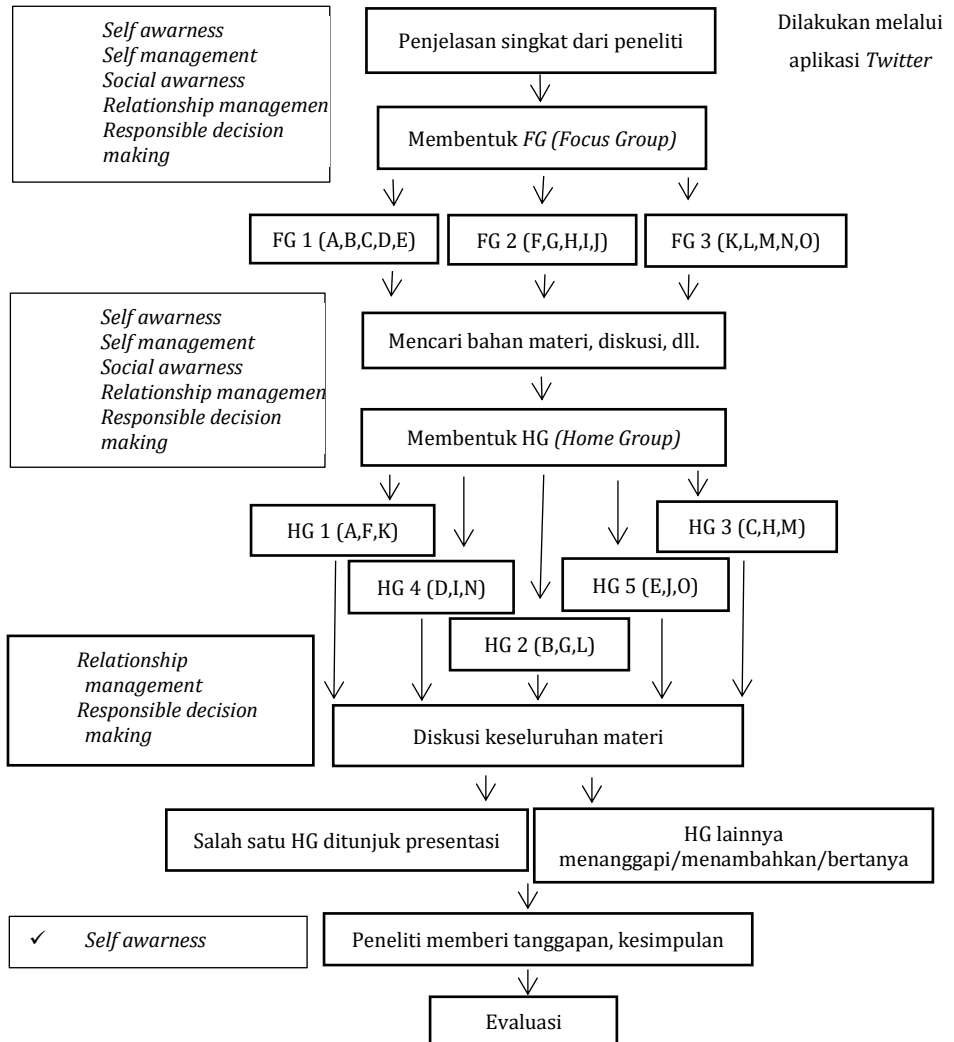 Self awarness
Self management
Social awarness
Relationship managemen
Responsible decision
making
Penjelasan singkat dari peneliti
Dilakukan melalui
aplikasi Twitter
Membentuk FG (Focus Group)
FG 1 (A,B,C,D,E)
FG 2 (F,G,H,I,J)
FG 3 (K,L,M,N,O)
Self awarness
Self management
Social awarness
Relationship managemen
Responsible decision
making
Mencari bahan materi, diskusi, dll.
Membentuk HG (Home Group)
HG 1 (A,F,K)
HG 3 (C,H,M)
HG 4 (D,I,N)
HG 5 (E,J,O)
HG 2 (B,G,L)
Relationship
management
Responsible decision
making
Diskusi keseluruhan materi
Salah satu HG ditunjuk presentasi
HG lainnya
menanggapi/menambahkan/bertanya
✓ Self awarness
Peneliti memberi tanggapan, kesimpulan
Evaluasi